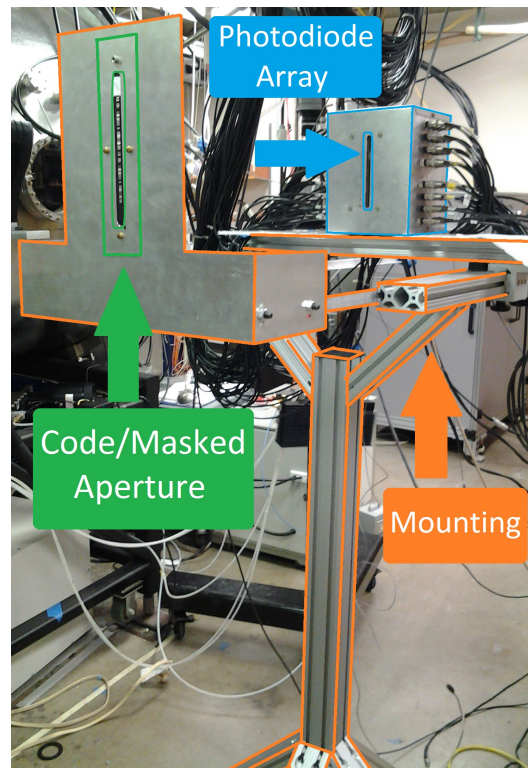 Photodiode
Array
Code/Masked
Aperture
Mounting